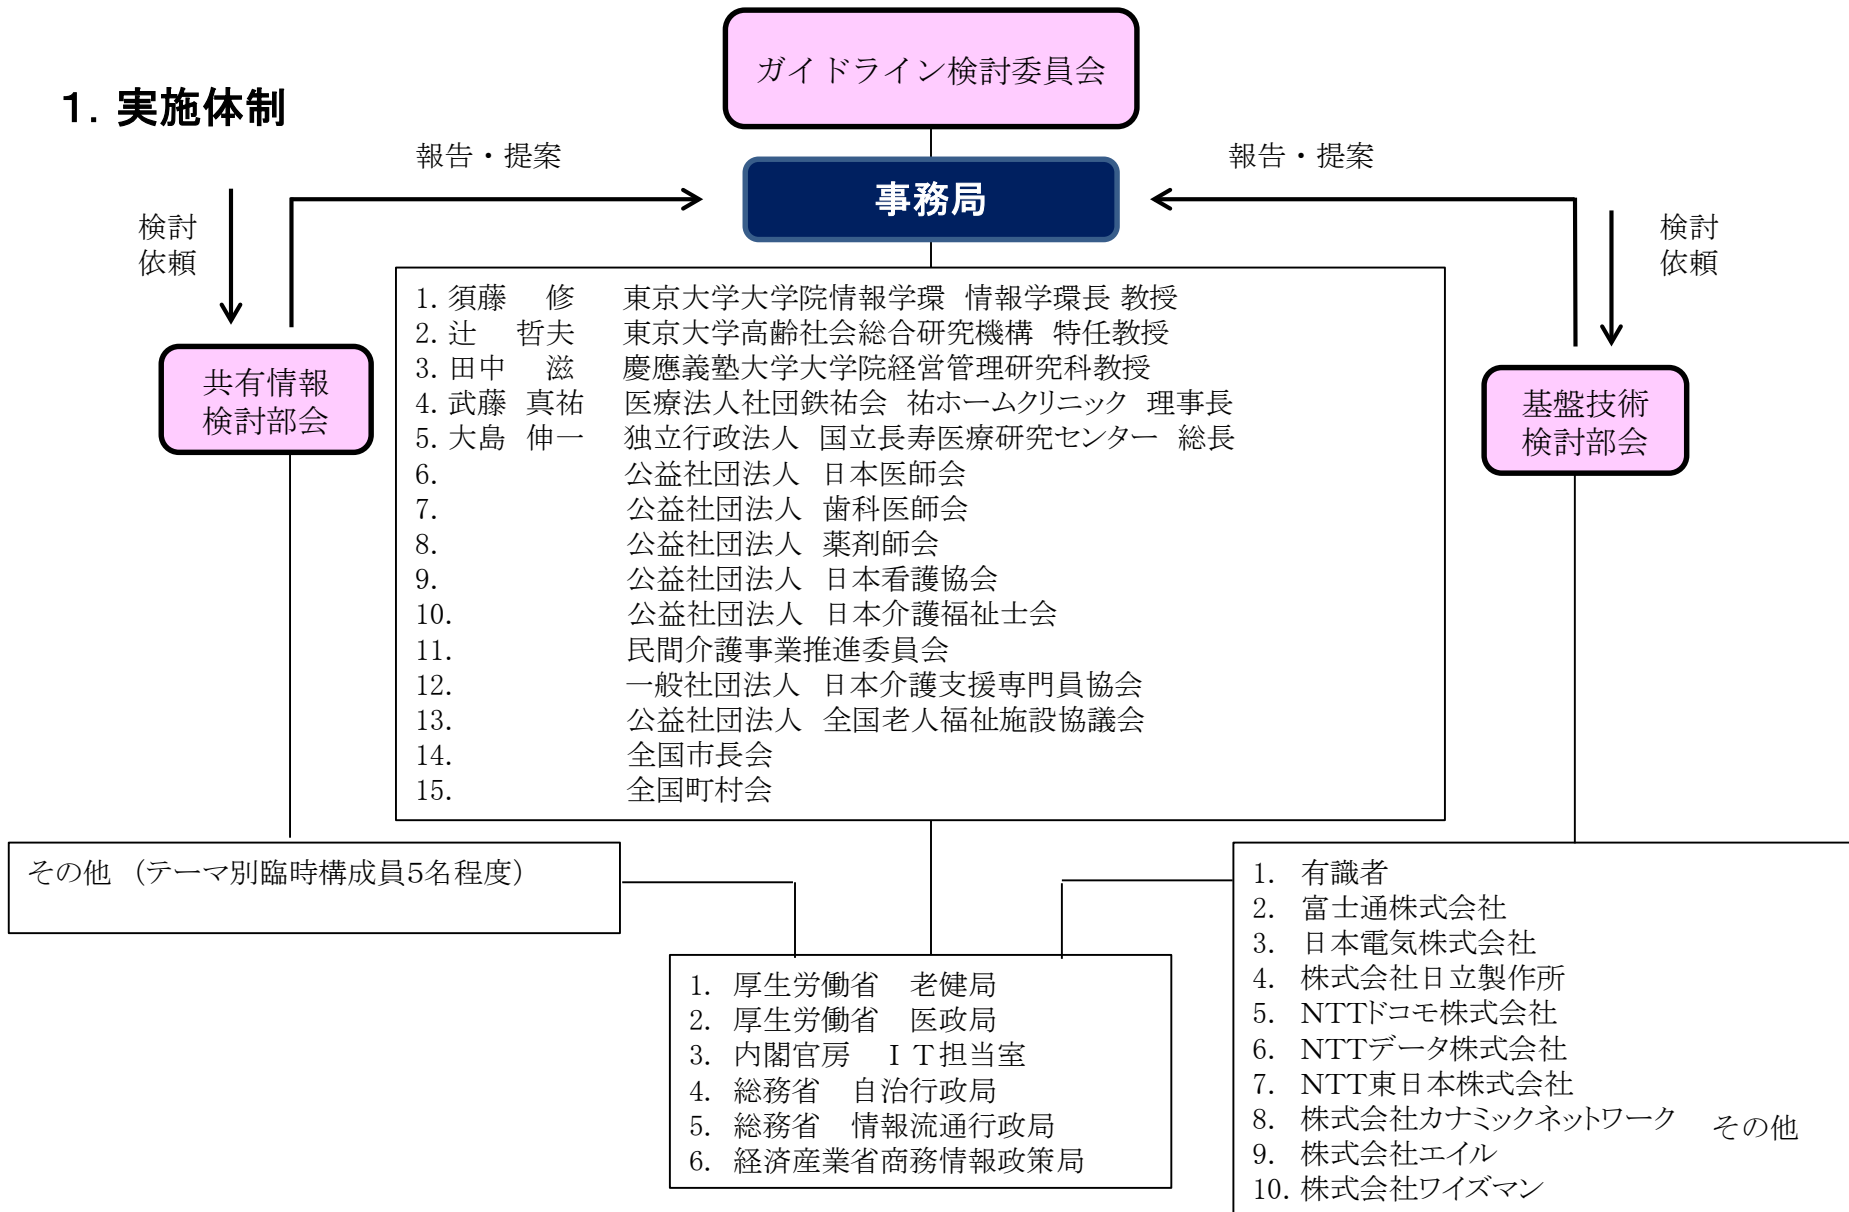 ガイドライン検討委員会
1. 実施体制
報告・提案
報告・提案
事務局
検討
依頼
検討
依頼
共有情報
検討部会
基盤技術
検討部会
1. 須藤　修　東京大学大学院情報学環 情報学環長 教授
2. 辻　哲夫　東京大学高齢社会総合研究機構 特任教授
3. 田中　滋　慶應義塾大学大学院経営管理研究科教授
4. 武藤 真祐　医療法人社団鉄祐会 祐ホームクリニック 理事長
5. 大島 伸一　独立行政法人 国立長寿医療研究センター 総長
6. 公益社団法人 日本医師会
7. 公益社団法人 歯科医師会
8. 公益社団法人 薬剤師会
9. 公益社団法人 日本看護協会
10. 公益社団法人 日本介護福祉士会
11. 民間介護事業推進委員会
12. 一般社団法人 日本介護支援専門員協会
13. 公益社団法人 全国老人福祉施設協議会
14. 全国市長会
15. 全国町村会
その他 （テーマ別臨時構成員5名程度）
1. 厚生労働省　老健局
2. 厚生労働省　医政局
3. 内閣官房　ＩＴ担当室
4. 総務省　自治行政局
5. 総務省　情報流通行政局
6. 経済産業省商務情報政策局
1. 有識者
2. 富士通株式会社
3. 日本電気株式会社
4. 株式会社日立製作所
5. NTTドコモ株式会社
6. NTTデータ株式会社
7. NTT東日本株式会社
8. 株式会社カナミックネットワーク
その他
9. 株式会社エイル
10. 株式会社ワイズマン